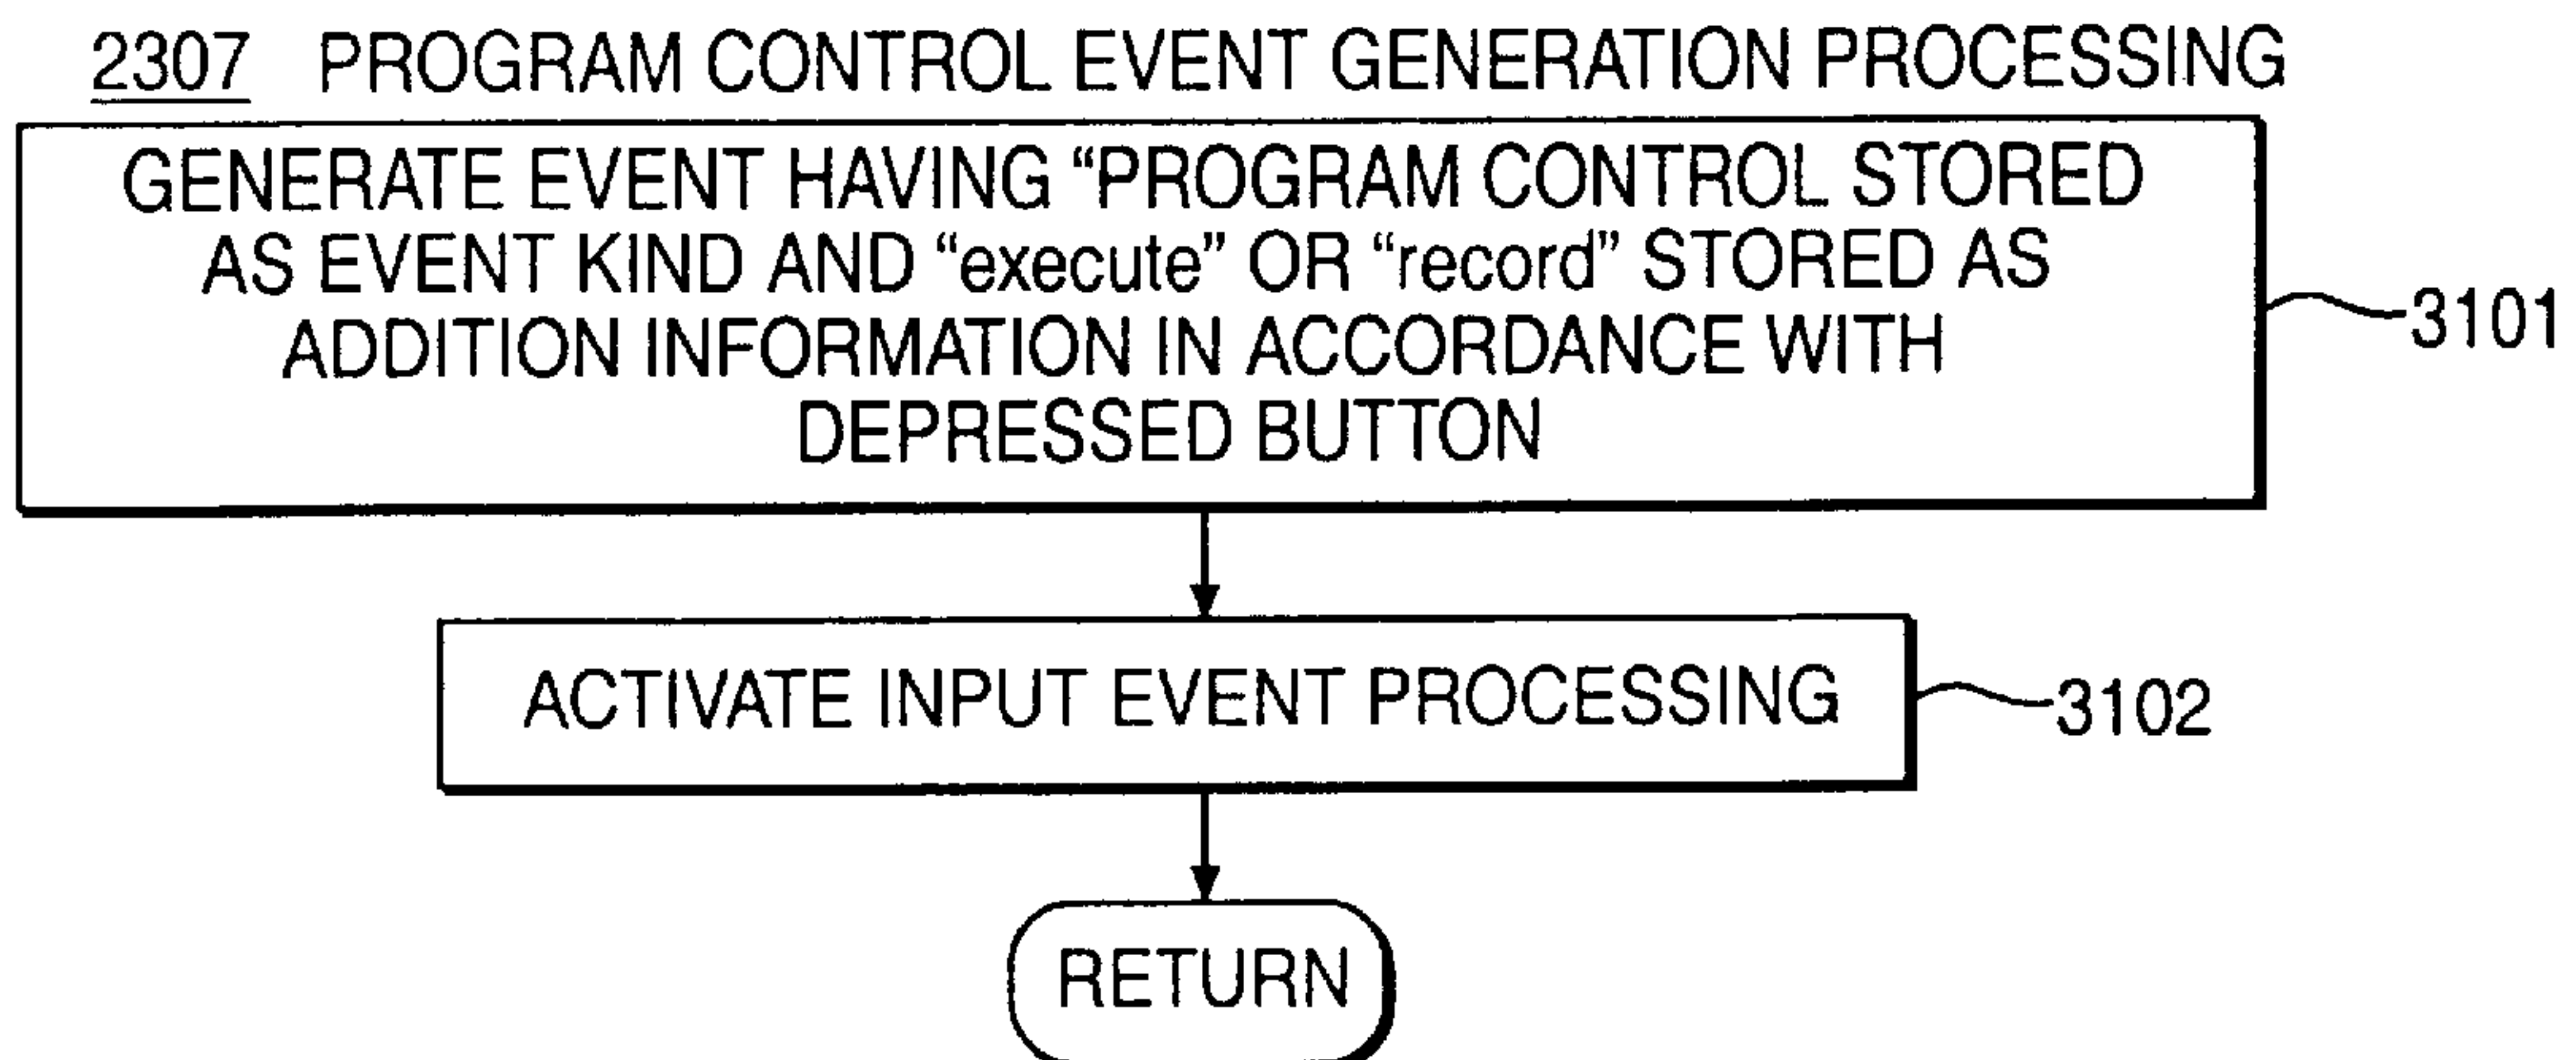 2307 PROGRAM CONTROL EVENT GENERATION PROCESSING
GENERATE EVENT HAVING “PROGRAM CONTROL STORED
AS EVENT KIND AND “execute” OR “record” STORED AS
ADDITION INFORMATION IN ACCORDANCE WITH
DEPRESSED BUTTON
3101
ACTIVATE INPUT EVENT PROCESSING
3102
RETURN